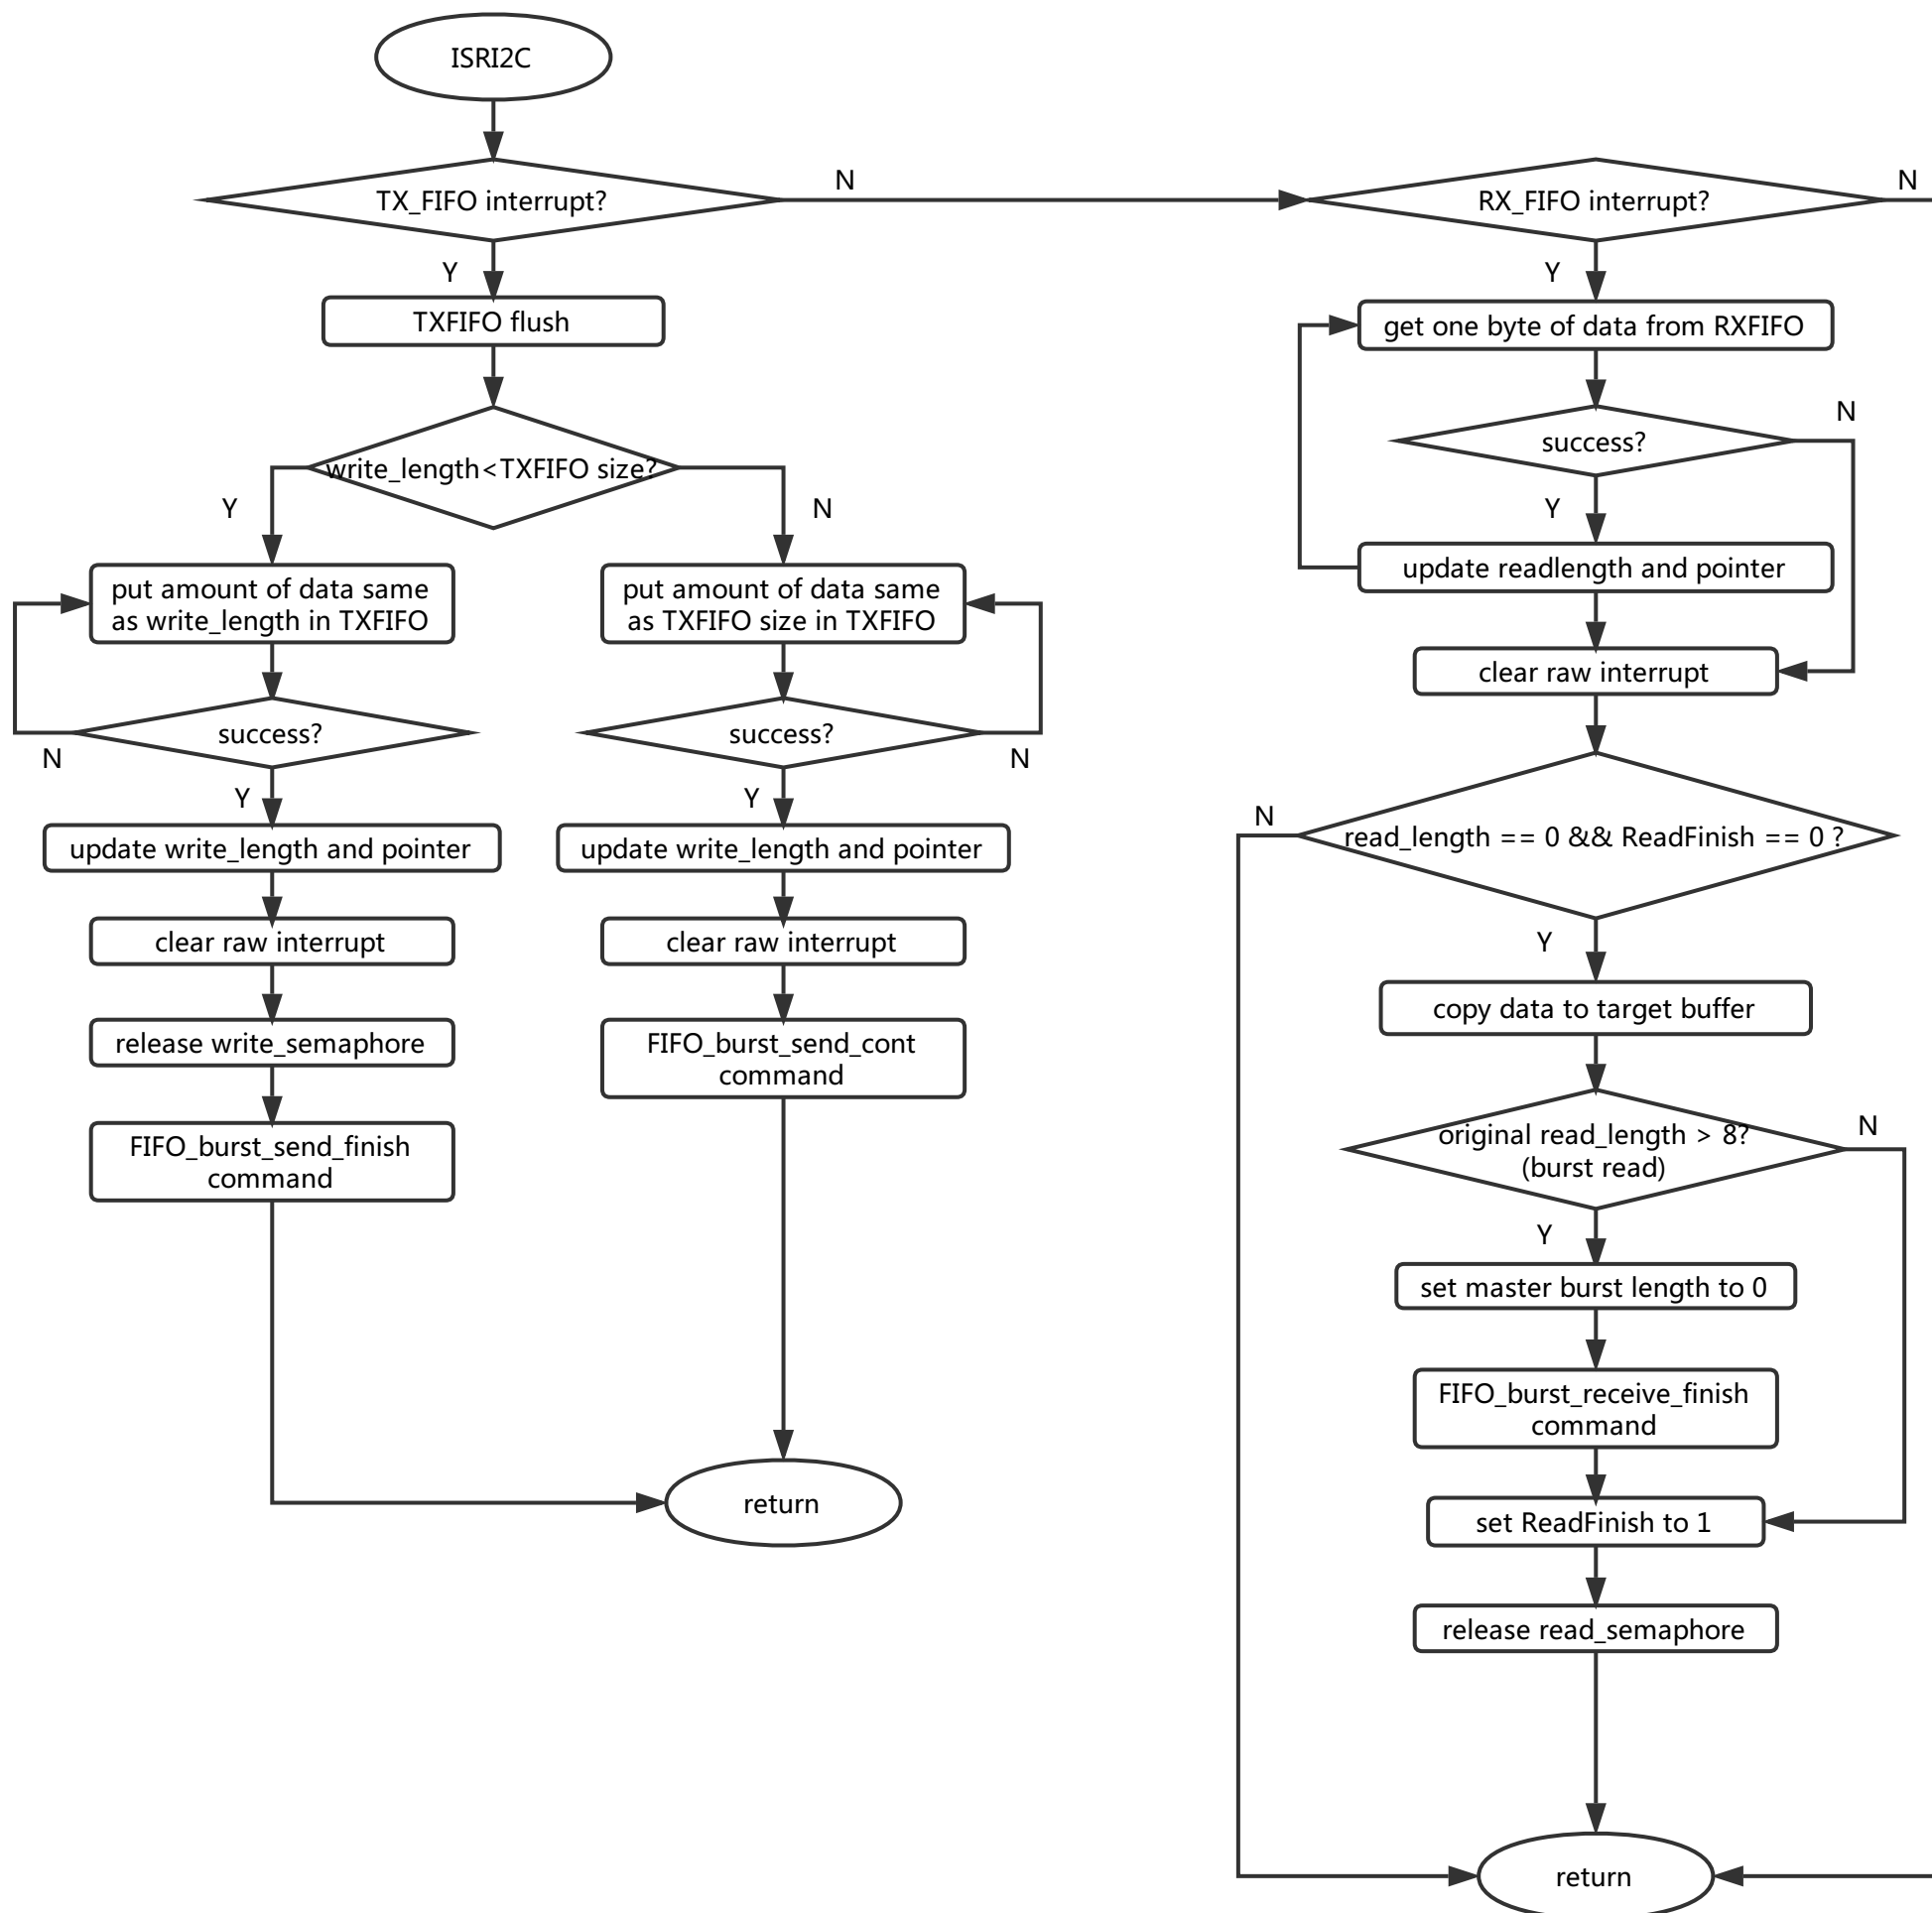 ISRI2C
TX_FIFO interrupt?
N
RX_FIFO interrupt?
N
Y
TXFIFO flush
write_length<TXFIFO size?
Y
N
put amount of data same
as write_length in TXFIFO
success?
N
Y
update write_length and pointer
clear raw interrupt
release write_semaphore
FIFO_burst_send_finish
command
put amount of data same
as TXFIFO size in TXFIFO
success?
N
Y
update write_length and pointer
clear raw interrupt
FIFO_burst_send_cont
command
return
Y
get one byte of data from RXFIFO
success?
N
Y
update readlength and pointer
clear raw interrupt
read_length == 0 && ReadFinish == 0 ?
N
Y
copy data to target buffer
original read_length > 8?
(burst read)
N
Y
set master burst length to 0
FIFO_burst_receive_finish
command
set ReadFinish to 1
release read_semaphore
return